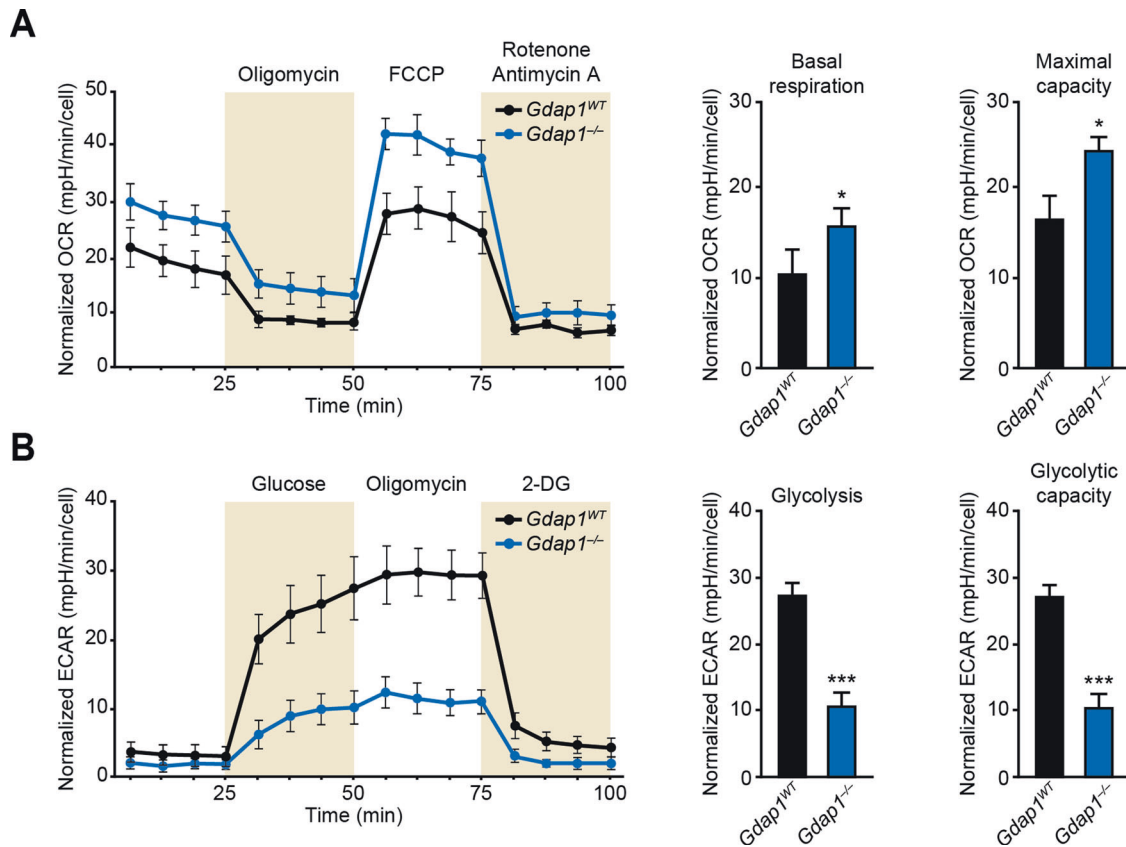 A
Oligomycin
FCCP
Rotenone
Antimycin A
Normalized OCR (mpH/min/cell)
50
40
30
20
10
0
Gdap1WT
Gdap1–/–
25
50
75
100
Time (min)
Basal
respiration
Normalized OCR (mpH/min/cell)
30
20
10
0
*
Gdap1WT
Gdap1–/–
Maximal
capacity
Normalized OCR (mpH/min/cell)
30
20
10
0
*
Gdap1WT
Gdap1–/–
B
Glucose
Oligomycin
2-DG
Normalized ECAR (mpH/min/cell)
40
30
20
10
0
Gdap1WT
Gdap1–/–
25
50
75
100
Time (min)
Glycolysis
Normalized ECAR (mpH/min/cell)
40
30
20
10
0
***
Gdap1WT
Gdap1–/–
Glycolytic
capacity
Normalized ECAR (mpH/min/cell)
40
30
20
10
0
***
Gdap1WT
Gdap1–/–